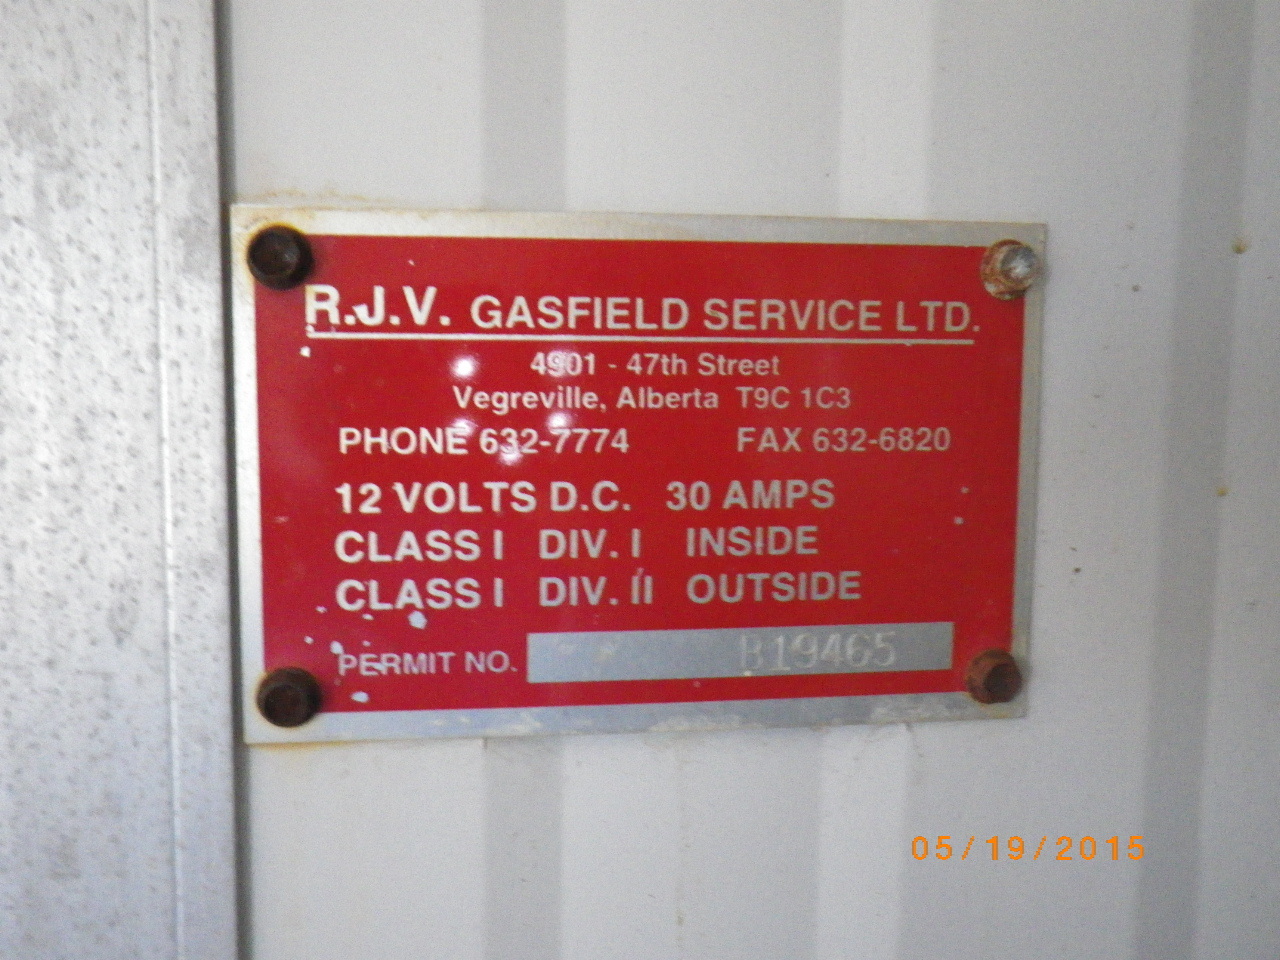 R.J.V. GASFIELD SERVICE LTD.
4901 - 47th Street
Vegreville, Alberta T9C 1C3
PHONE 632-7774 FAX 632-6820
12 VOLTS D.C. 30 AMPS
CLASS I DIV. I INSIDE
CLASS I DIV. II OUTSIDE
PERMIT NO. B19465
05/19/2015